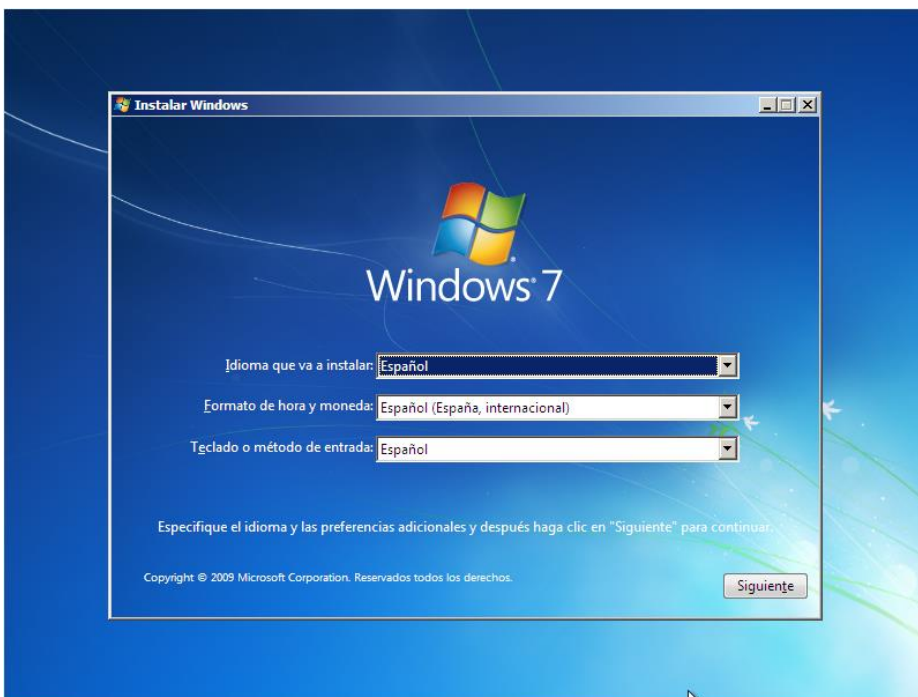 Instalar Windows
Windows® 7
Idioma que va a instalar: Español
Formato de hora y moneda: Español (España, internacional)
Teclado o método de entrada: Español
Especifique el idioma y las preferencias adicionales y después haga clic en "Siguiente" para continuar.
Copyright © 2009 Microsoft Corporation. Reservados todos los derechos.
Siguiente